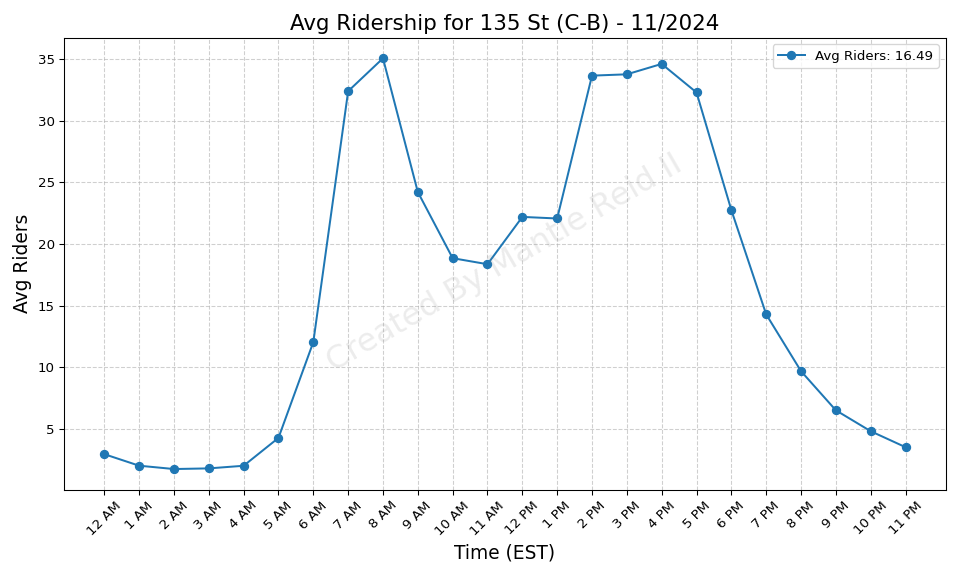 Avg Ridership for 135 St (C-B) - 11/2024
Avg Riders: 16.49
35
30
25
20
15
10
5
Avg Riders
Created By Mantle Reid II
12 AM
1 AM
2 AM
3 AM
4 AM
5 AM
6 AM
7 AM
8 AM
9 AM
10 AM
11 AM
12 PM
1 PM
2 PM
3 PM
4 PM
5 PM
6 PM
7 PM
8 PM
9 PM
10 PM
11 PM
Time (EST)